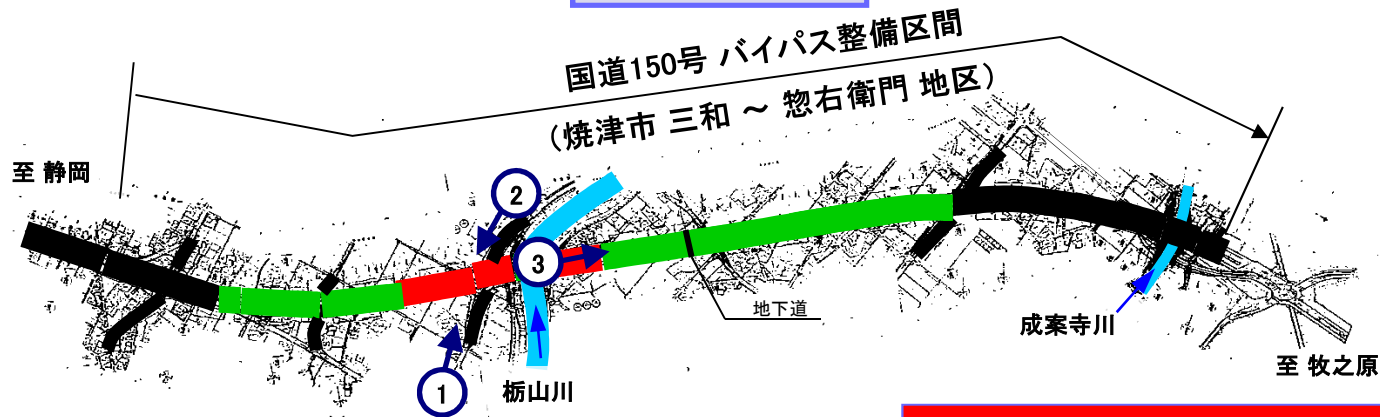 国道150号 バイパス整備区間
（焼津市 三和 ～ 惣右衛門 地区）
至 静岡
②
③
地下道
成案寺川
至 牧之原
①
栃山川